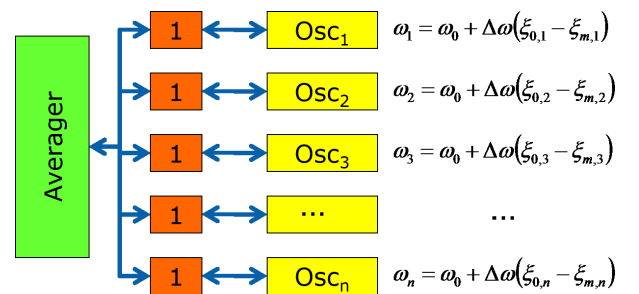 Averager
1 Osc₁ ω₁ = ω₀ + Δω(ξ₀,₁ − ξₘ,₁)
1 Osc₂ ω₂ = ω₀ + Δω(ξ₀,₂ − ξₘ,₂)
1 Osc₃ ω₃ = ω₀ + Δω(ξ₀,₃ − ξₘ,₃)
1 ... ...
1 Oscₙ ωₙ = ω₀ + Δω(ξ₀,ₙ − ξₘ,ₙ)